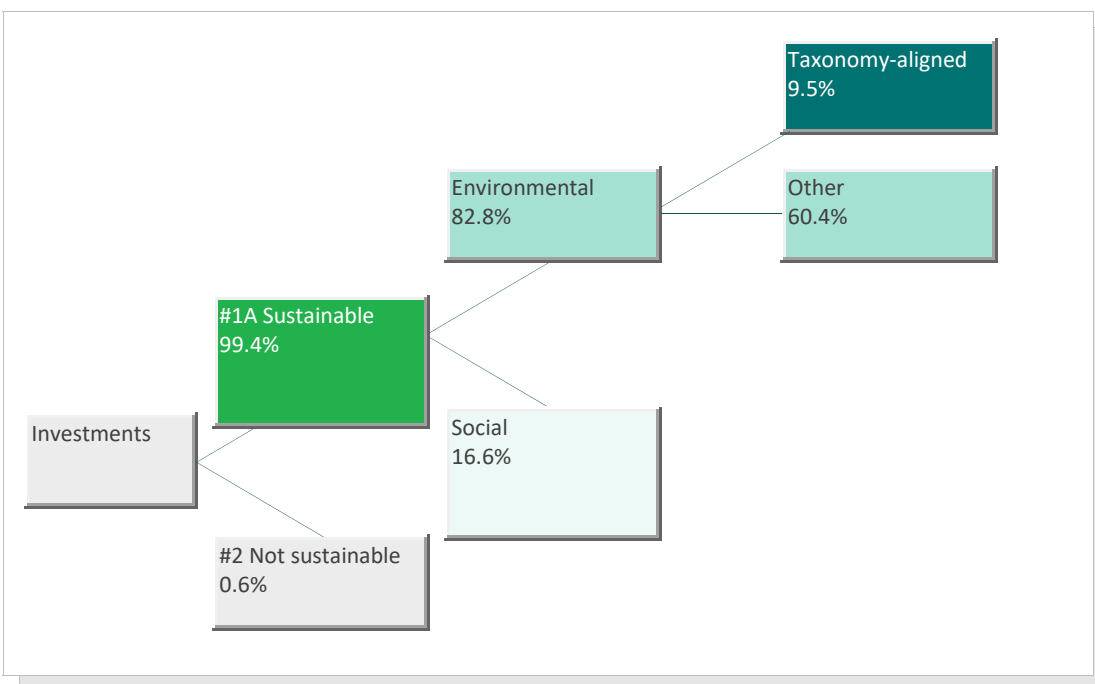 Taxonomy-aligned
9.5%
Environmental
82.8%
Other
60.4%
#1A Sustainable
99.4%
Investments
Social
16.6%
#2 Not sustainable
0.6%